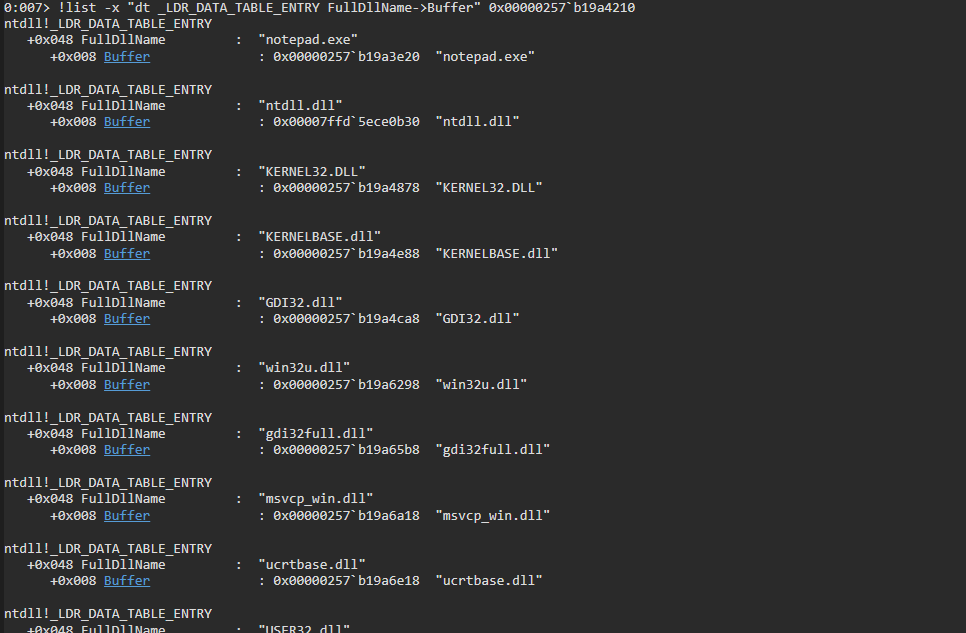 0:007> !list -x "dt _LDR_DATA_TABLE_ENTRY FullDllName->Buffer" 0x00000257`b19a4210
ntdll!_LDR_DATA_TABLE_ENTRY
   +0x048 FullDllName         :  "notepad.exe"
      +0x008 Buffer              : 0x00000257`b19a3e20  "notepad.exe"

ntdll!_LDR_DATA_TABLE_ENTRY
   +0x048 FullDllName         :  "ntdll.dll"
      +0x008 Buffer              : 0x00007ffd`5ece0b30  "ntdll.dll"

ntdll!_LDR_DATA_TABLE_ENTRY
   +0x048 FullDllName         :  "KERNEL32.DLL"
      +0x008 Buffer              : 0x00000257`b19a4878  "KERNEL32.DLL"

ntdll!_LDR_DATA_TABLE_ENTRY
   +0x048 FullDllName         :  "KERNELBASE.dll"
      +0x008 Buffer              : 0x00000257`b19a4e88  "KERNELBASE.dll"

ntdll!_LDR_DATA_TABLE_ENTRY
   +0x048 FullDllName         :  "GDI32.dll"
      +0x008 Buffer              : 0x00000257`b19a4ca8  "GDI32.dll"

ntdll!_LDR_DATA_TABLE_ENTRY
   +0x048 FullDllName         :  "win32u.dll"
      +0x008 Buffer              : 0x00000257`b19a6298  "win32u.dll"

ntdll!_LDR_DATA_TABLE_ENTRY
   +0x048 FullDllName         :  "gdi32full.dll"
      +0x008 Buffer              : 0x00000257`b19a65b8  "gdi32full.dll"

ntdll!_LDR_DATA_TABLE_ENTRY
   +0x048 FullDllName         :  "msvcp_win.dll"
      +0x008 Buffer              : 0x00000257`b19a6a18  "msvcp_win.dll"

ntdll!_LDR_DATA_TABLE_ENTRY
   +0x048 FullDllName         :  "ucrtbase.dll"
      +0x008 Buffer              : 0x00000257`b19a6e18  "ucrtbase.dll"

ntdll!_LDR_DATA_TABLE_ENTRY
   +0x048 FullDllName         :  "USER32.dll"